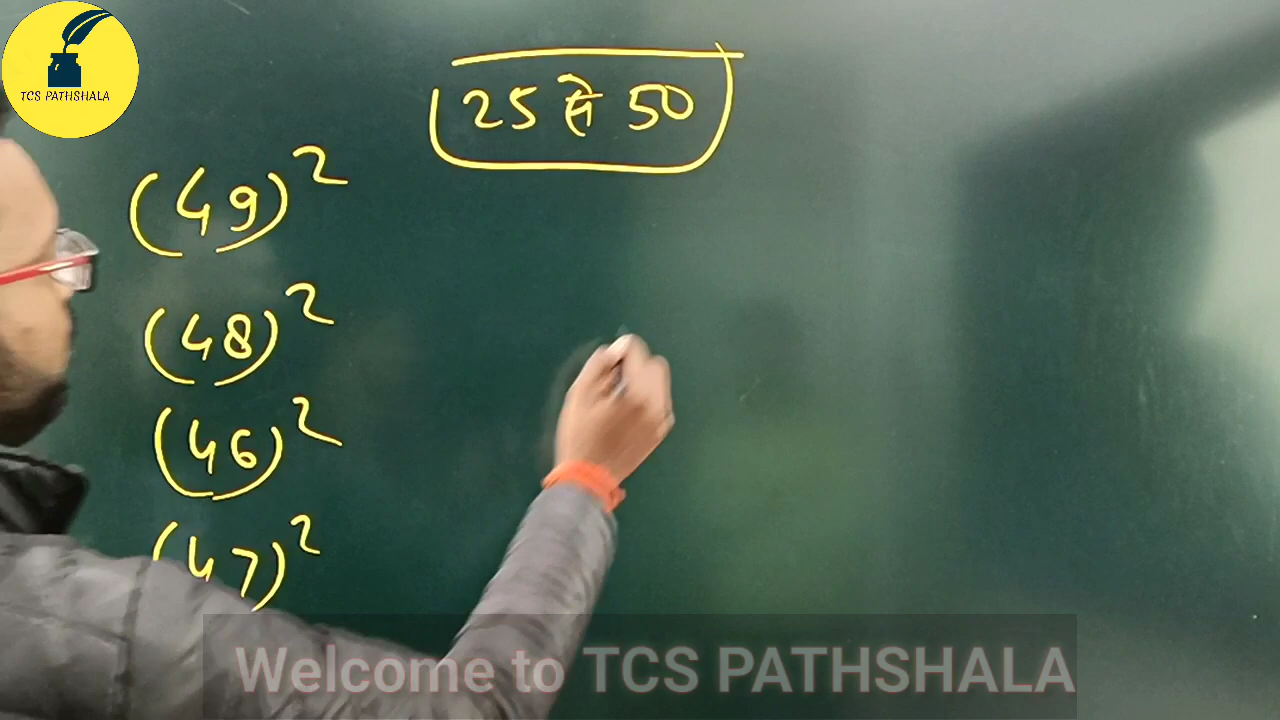 TCS PATHSHALA
25 से 50
(49)²
(48)²
(46)²
(47)²
Welcome to TCS PATHSHALA